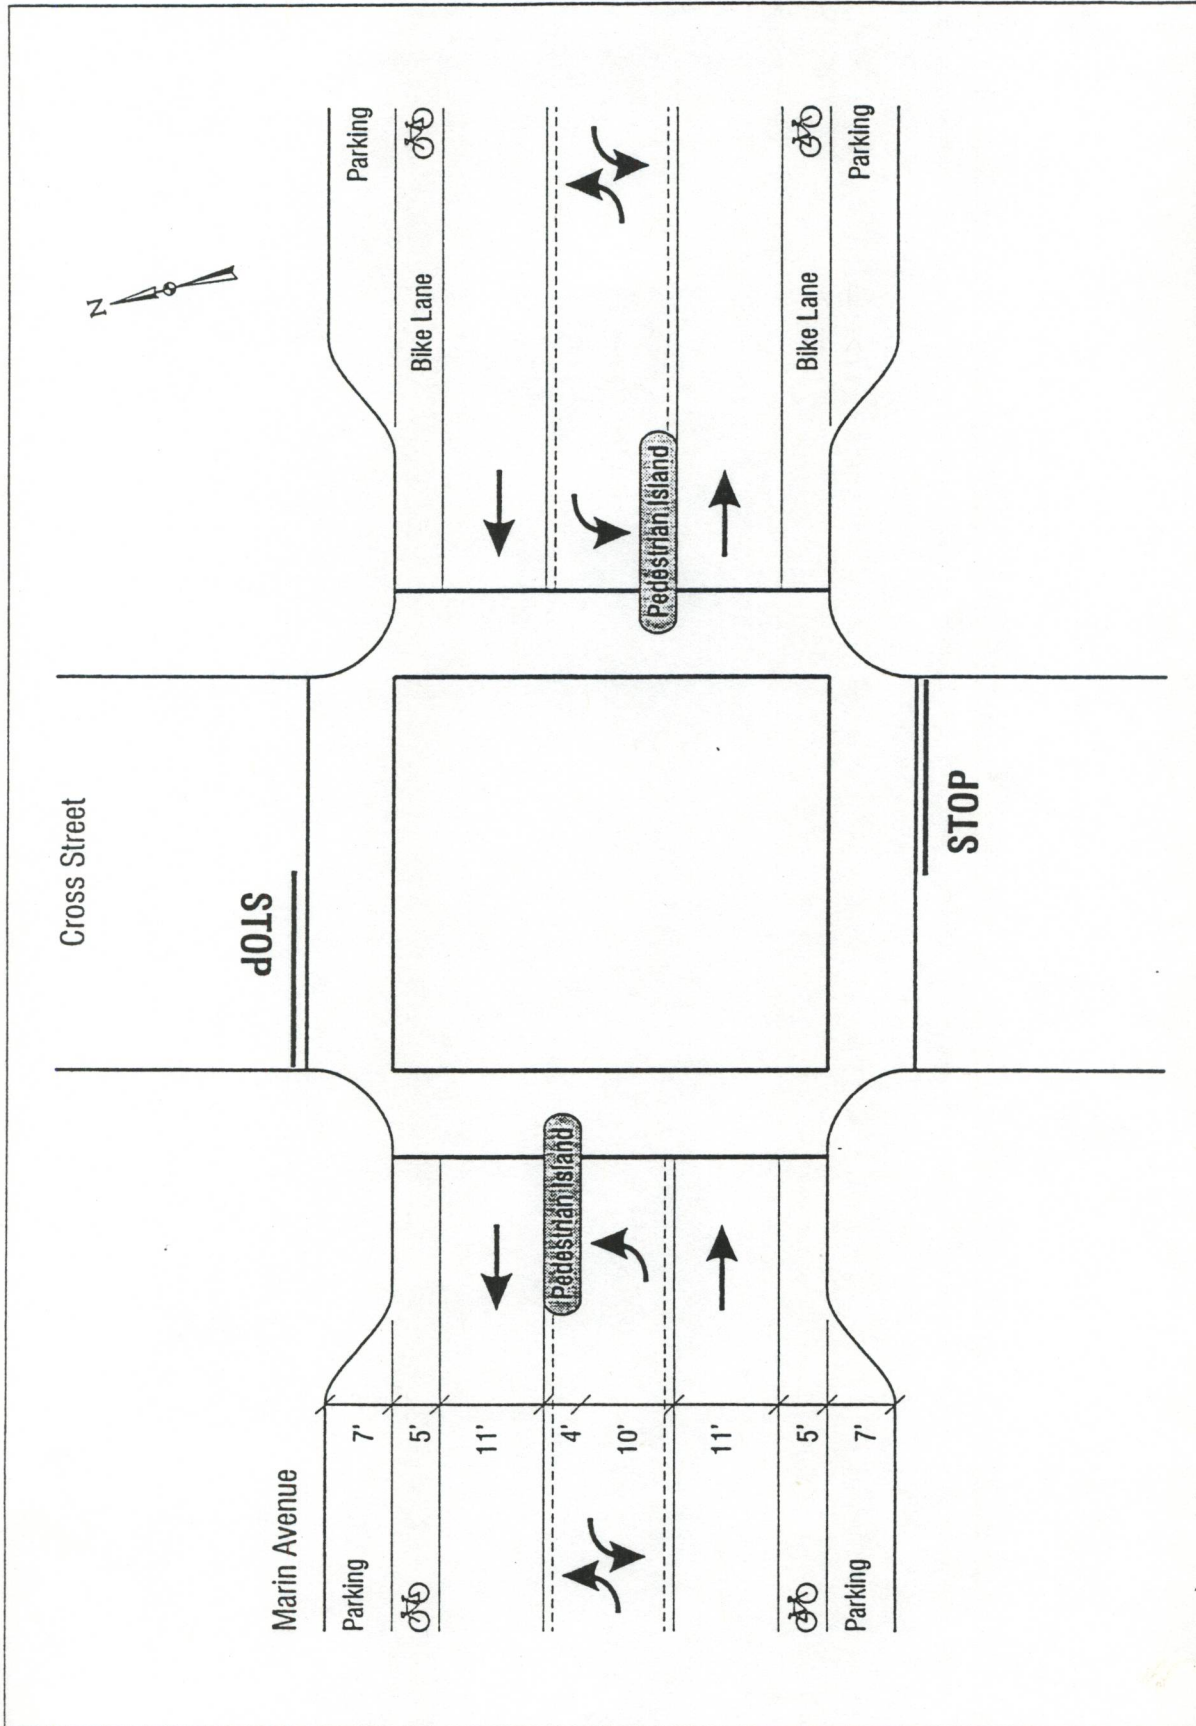 Cross Street
N
STOP
Marin Avenue
Parking
Parking
Bike Lane
7'
5'
11'
4'
10'
11'
5'
7'
Pedestrian Island
Pedestrian Island
Bike Lane
Parking
Parking
STOP